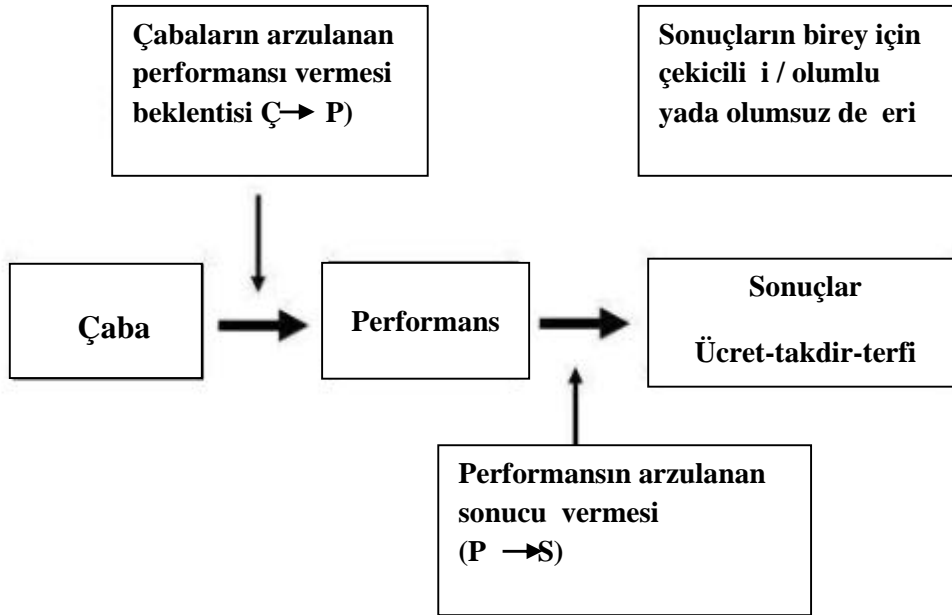 Çabaların arzulanan
performansı vermesi
beklentisi Ç→ P)
Sonuçların birey için
çekicili i / olumlu
yada olumsuz de eri
Çaba
Performans
Sonuçlar
Ücret-takdir-terfi
Performansın arzulanan
sonucu vermesi
(P →S)